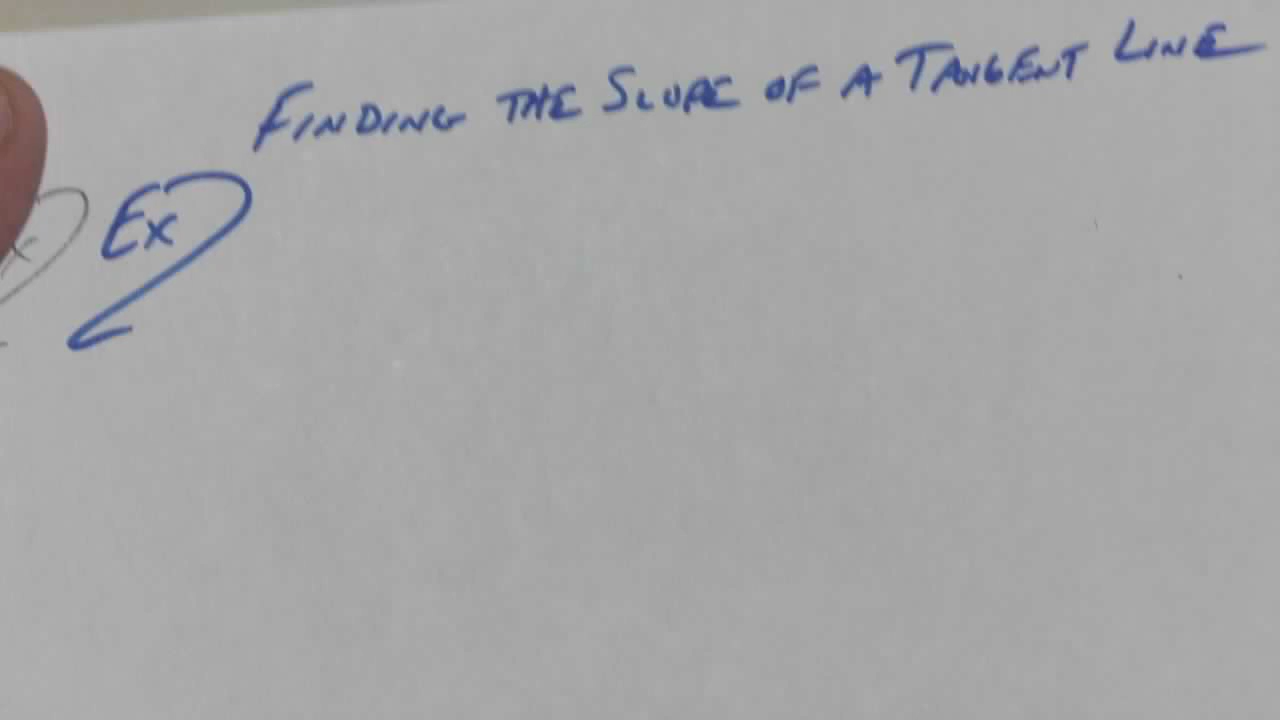 FINDING THE SLOPE OF A TANGENT LINE
Ex